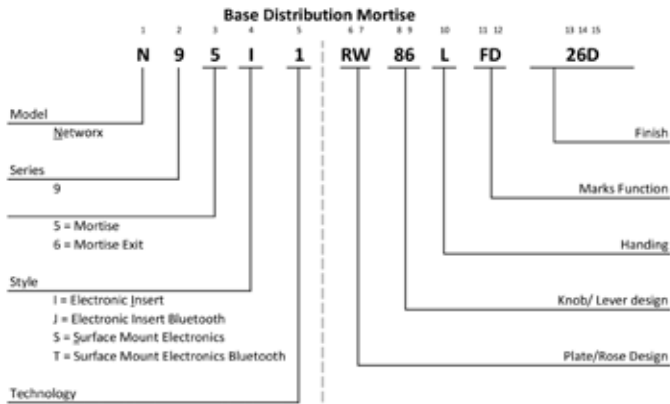 Base Distribution Mortise
1 2 3 4 5 6 7 8 9 10 11 12 13 14 15
N 9 5 I 1 RW 86 L FD 26D
Model
Networx
Finish
Series
9
Marks Function
5 = Mortise
6 = Mortise Exit
Handing
Style
I = Electronic Insert
J = Electronic Insert Bluetooth
Knob/ Lever design
S = Surface Mount Electronics
T = Surface Mount Electronics Bluetooth
Plate/Rose Design
Technology